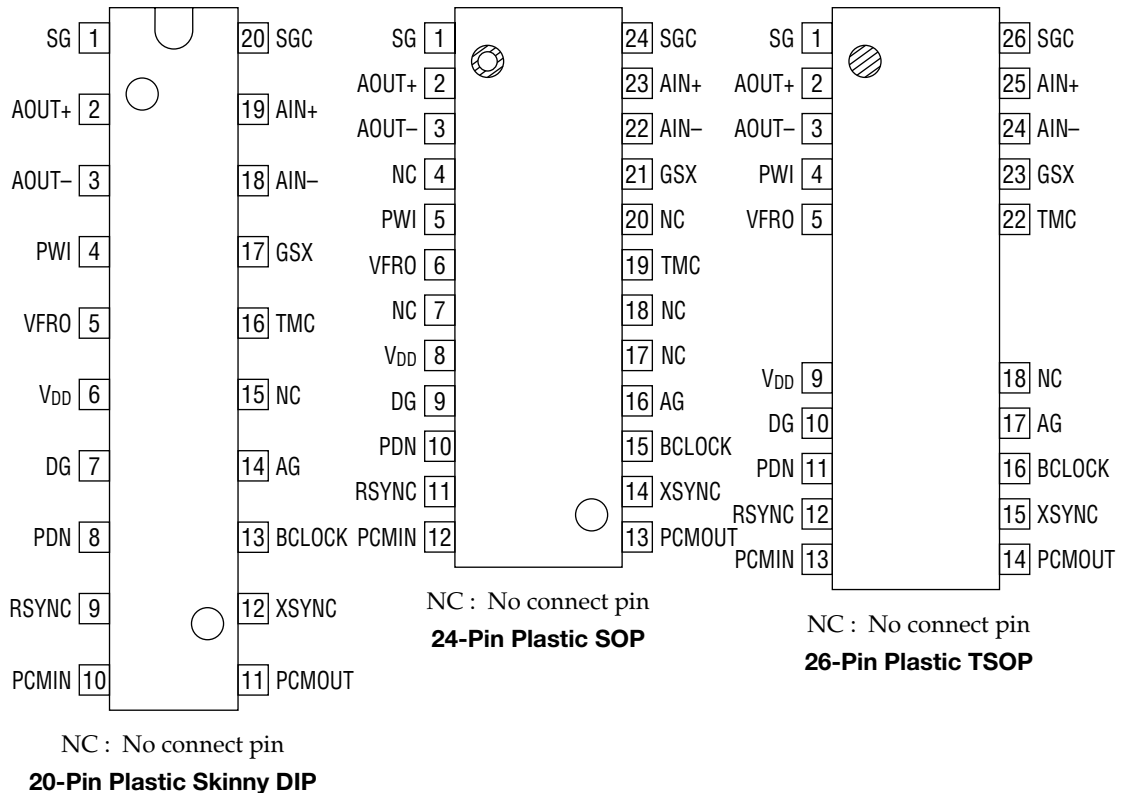 SG 1 20 SGC
AOUT+ 2 19 AIN+
AOUT– 3 18 AIN–
PWI 4 17 GSX
VFRO 5 16 TMC
VDD 6 15 NC
DG 7 14 AG
PDN 8 13 BCLOCK
RSYNC 9 12 XSYNC
PCMIN 10 11 PCMOUT
NC : No connect pin
20-Pin Plastic Skinny DIP
SG 1 24 SGC
AOUT+ 2 23 AIN+
AOUT– 3 22 AIN–
NC 4 21 GSX
PWI 5 20 NC
VFRO 6 19 TMC
NC 7 18 NC
VDD 8 17 NC
DG 9 16 AG
PDN 10 15 BCLOCK
RSYNC 11 14 XSYNC
PCMIN 12 13 PCMOUT
NC : No connect pin
24-Pin Plastic SOP
SG 1 26 SGC
AOUT+ 2 25 AIN+
AOUT– 3 24 AIN–
PWI 4 23 GSX
VFRO 5 22 TMC
VDD 9 18 NC
DG 10 17 AG
PDN 11 16 BCLOCK
RSYNC 12 15 XSYNC
PCMIN 13 14 PCMOUT
NC : No connect pin
26-Pin Plastic TSOP